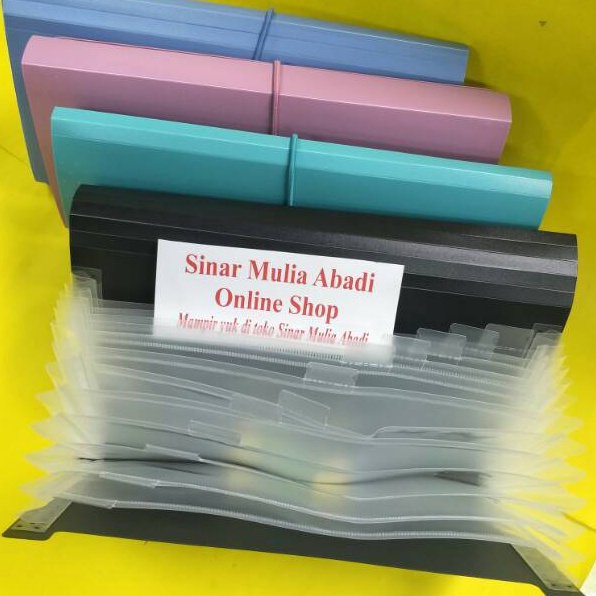 Sinar Mulia Abadi
Online Shop
Mampir yuk di toko Sinar Mulia Abadi